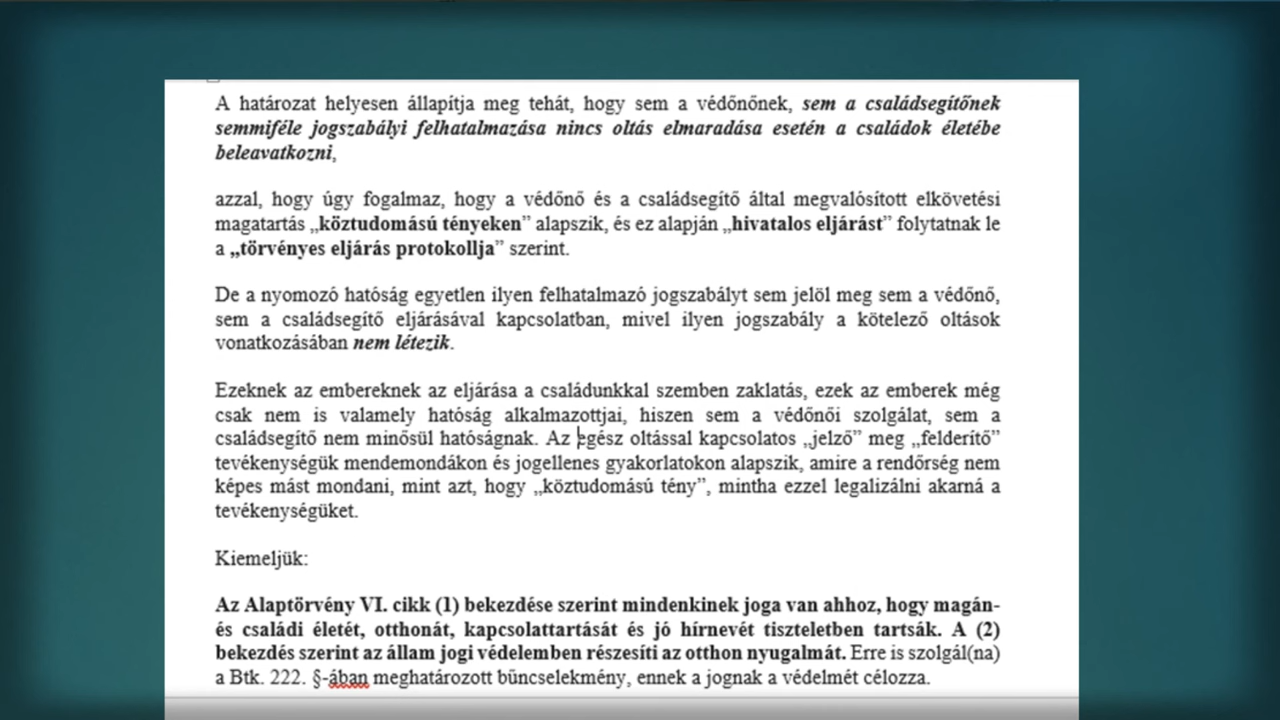 A határozat helyesen állapítja meg tehát, hogy sem a védőnőnek, sem a családsegítőnek
semmiféle jogszabályi felhatalmazása nincs oltás elmaradása esetén a családok életébe
beleavatkozni,
azzal, hogy úgy fogalmaz, hogy a védőnő és a családsegítő által megvalósított elkövetési
magatartás „köztudomású tényeken” alapszik, és ez alapján „hivatalos eljárást” folytatnak le
a „törvényes eljárás protokollja” szerint.
De a nyomozó hatóság egyetlen ilyen felhatalmazó jogszabályt sem jelöl meg sem a védőnő,
sem a családsegítő eljárásával kapcsolatban, mivel ilyen jogszabály a kötelező oltások
vonatkozásában nem létezik.
Ezeknek az embereknek az eljárása a családunkkal szemben zaklatás, ezek az emberek még
csak nem is valamely hatóság alkalmazottjai, hiszen sem a védőnői szolgálat, sem a
családsegítő nem minősül hatóságnak. Az egész oltással kapcsolatos „jelző” meg „felderítő”
tevékenységük mendemondákon és jogellenes gyakorlatokon alapszik, amire a rendőrség nem
képes mást mondani, mint azt, hogy „köztudomású tény”, mintha ezzel legalizálni akarná a
tevékenységüket.
Kiemeljük:
Az Alaptörvény VI. cikk (1) bekezdése szerint mindenkinek joga van ahhoz, hogy magán-
és családi életét, otthonát, kapcsolattartását és jó hírnevét tiszteletben tartsák. A (2)
bekezdés szerint az állam jogi védelemben részesíti az otthon nyugalmát. Erre is szolgál(na)
a Btk. 222. §-ában meghatározott bűncselekmény, ennek a jognak a védelmét célozza.